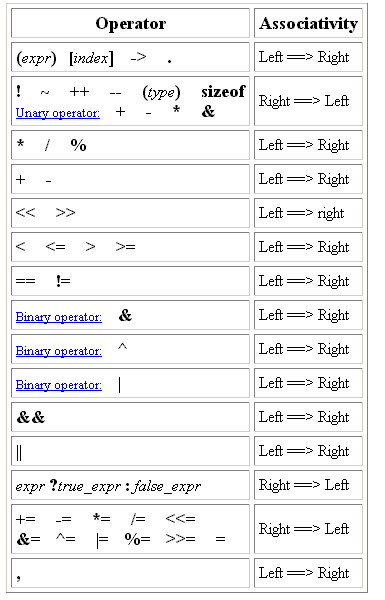 Operator Associativity
(expr) [index] -> . Left ==> Right
! ~ ++ -- (type) sizeof
Unary operator: + - * & Right ==> Left
* / % Left ==> Right
+ - Left ==> Right
<< >> Left ==> right
< <= > >= Left ==> Right
== != Left ==> Right
Binary operator: & Left ==> Right
Binary operator: ^ Left ==> Right
Binary operator: | Left ==> Right
&& Left ==> Right
|| Left ==> Right
expr ?true_expr : false_expr Right ==> Left
+= -= *= /= <<=
&= ^= |= %= >>= = Right ==> Left
, Left ==> Right